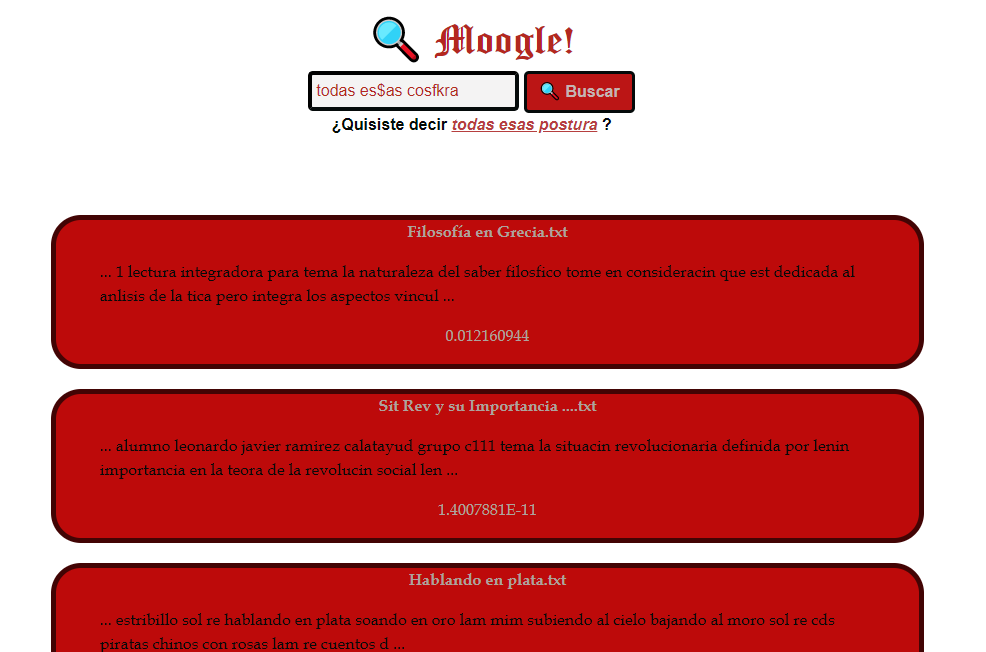 Moogle!
todas es$as cosfkra
Buscar
¿Quisiste decir todas esas postura ?
Filosofía en Grecia.txt
... 1 lectura integradora para tema la naturaleza del saber filosfico tome en consideracin que est dedicada al
anlisis de la tica pero integra los aspectos vincul ...
0.012160944
Sit Rev y su Importancia ....txt
... alumno leonardo javier ramirez calatayud grupo c111 tema la situacin revolucionaria definida por lenin
importancia en la teora de la revolucin social len ...
1.4007881E-11
Hablando en plata.txt
... estribillo sol re hablando en plata soando en oro lam mim subiendo al cielo bajando al moro sol re cds
piratas chinos con rosas lam re cuentos d ...